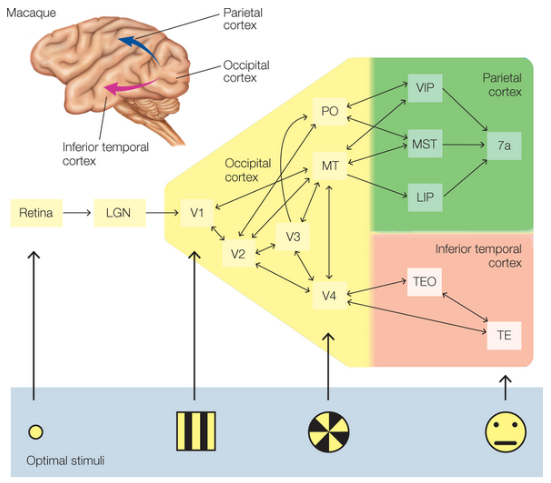 Macaque
Parietal
cortex
Occipital
cortex
Inferior temporal
cortex
Parietal
cortex
VIP
PO
MST
7a
Occipital
cortex
MT
LIP
Retina
LGN
V1
V3
V2
Inferior temporal
cortex
TEO
V4
TE
Optimal stimuli